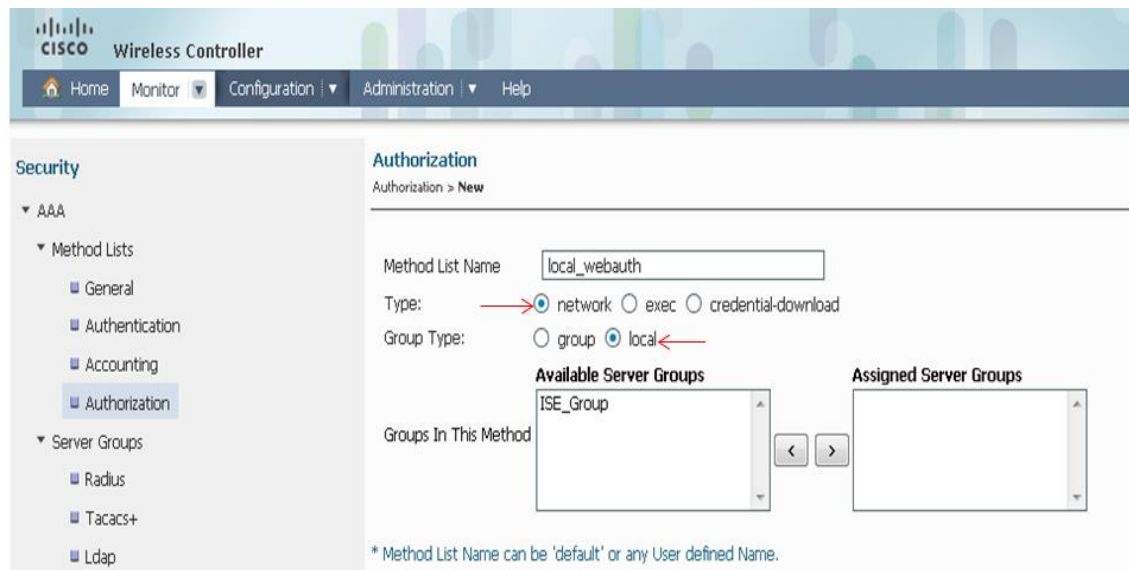 CISCO Wireless Controller
Home Monitor Configuration Administration Help
Security
AAA
Method Lists
General
Authentication
Accounting
Authorization
Server Groups
Radius
Tacacs+
Ldap
Authorization
Authorization > New
Method List Name local_webauth
Type: network exec credential-download
Group Type: group local
Available Server Groups Assigned Server Groups
ISE_Group
Groups In This Method < >
* Method List Name can be 'default' or any User defined Name.